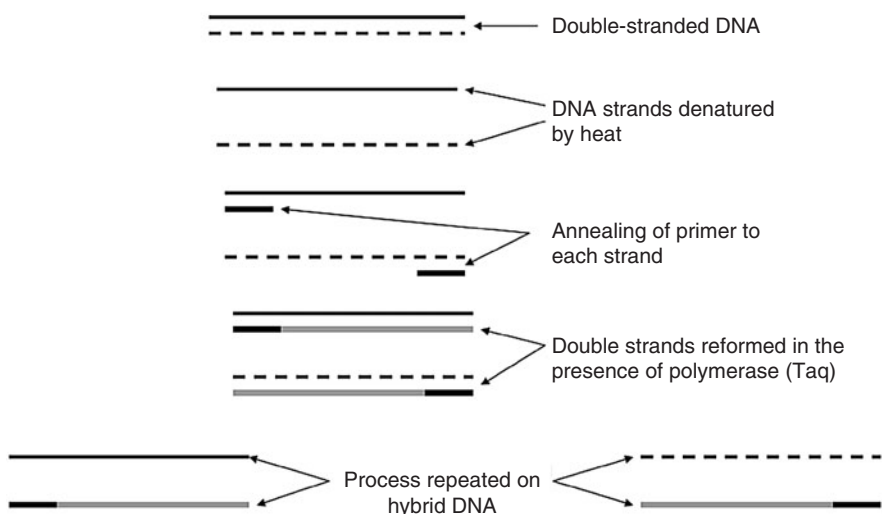 Double-stranded DNA
DNA strands denatured
by heat
Annealing of primer to
each strand
Double strands reformed in the
presence of polymerase (Taq)
Process repeated on
hybrid DNA